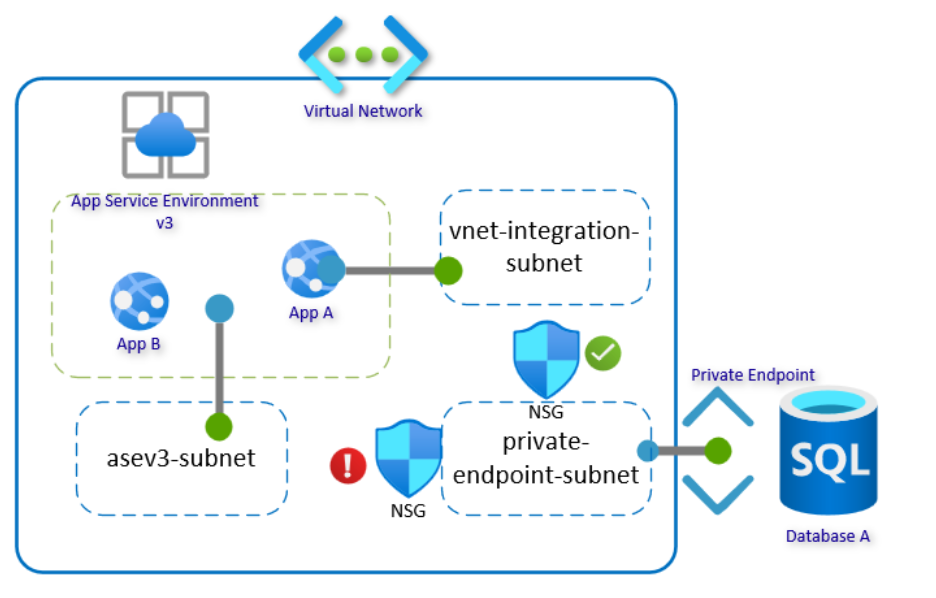 Virtual Network
App Service Environment
v3
vnet-integration-
subnet
App A
App B
NSG
Private Endpoint
asev3-subnet
private-
endpoint-subnet
NSG
SQL
Database A